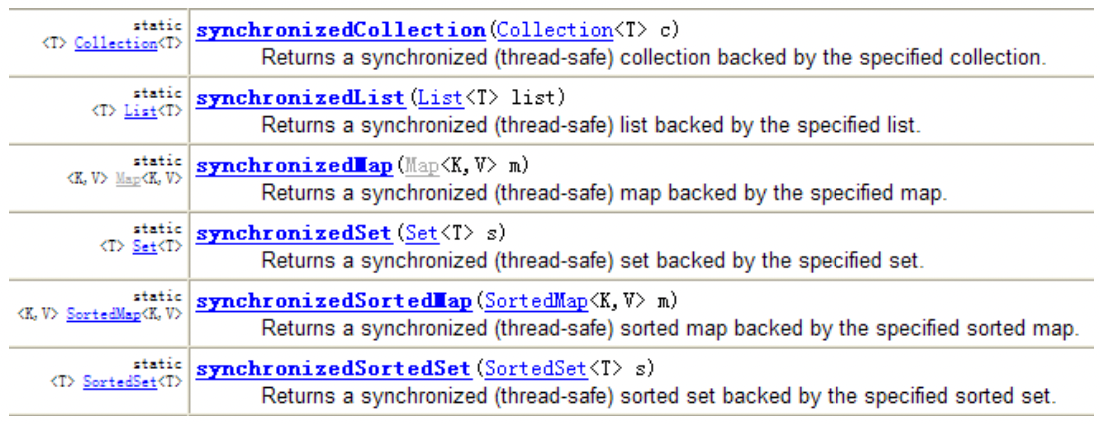 static
<T> Collection<T>
synchronizedCollection(Collection<T> c)
Returns a synchronized (thread-safe) collection backed by the specified collection.
static
<T> List<T>
synchronizedList(List<T> list)
Returns a synchronized (thread-safe) list backed by the specified list.
static
<K,V> Map<K,V>
synchronizedMap(Map<K,V> m)
Returns a synchronized (thread-safe) map backed by the specified map.
static
<T> Set<T>
synchronizedSet(Set<T> s)
Returns a synchronized (thread-safe) set backed by the specified set.
static
<K,V> SortedMap<K,V>
synchronizedSortedMap(SortedMap<K,V> m)
Returns a synchronized (thread-safe) sorted map backed by the specified sorted map.
static
<T> SortedSet<T>
synchronizedSortedSet(SortedSet<T> s)
Returns a synchronized (thread-safe) sorted set backed by the specified sorted set.